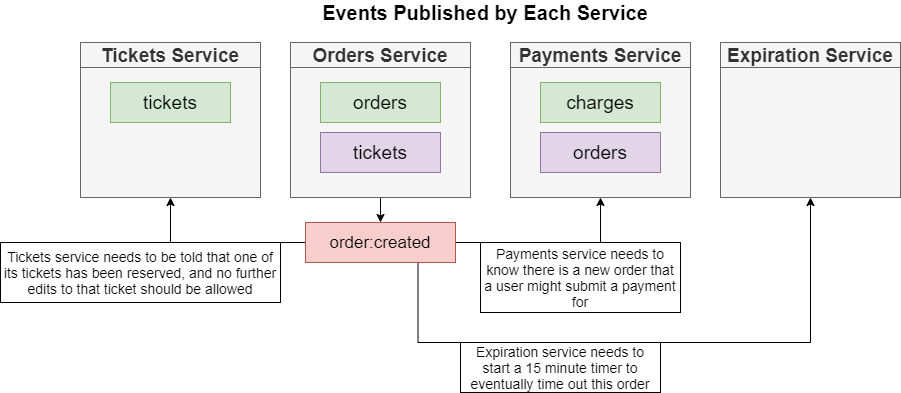 Events Published by Each Service
Tickets Service
tickets
Orders Service
orders
tickets
Payments Service
charges
orders
Expiration Service
order:created
Tickets service needs to be told that one of
its tickets has been reserved, and no further
edits to that ticket should be allowed
Payments service needs to
know there is a new order that
a user might submit a payment
for
Expiration service needs to
start a 15 minute timer to
eventually time out this order